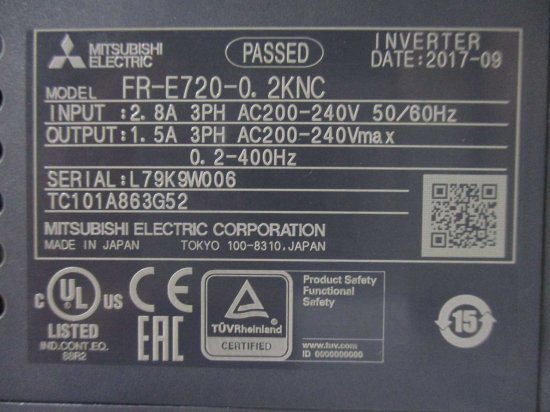 MITSUBISHI ELECTRIC
PASSED
INVERTER
DATE:2017-09
MODEL FR-E720-0.2KNC
INPUT :2.8A 3PH AC200-240V 50/60Hz
OUTPUT:1.5A 3PH AC200-240Vmax
0.2-400Hz
SERIAL:L79K9W006
TC101A863G52
MITSUBISHI ELECTRIC CORPORATION
MADE IN JAPAN TOKYO 100-8310,JAPAN
C UL US
LISTED
IND.CONT.EQ.
88R2
CE
EAC
TÜVRheinland
CERTIFIED
Product Safety
Functional
Safety
www.tuv.com
ID 0000000000
15